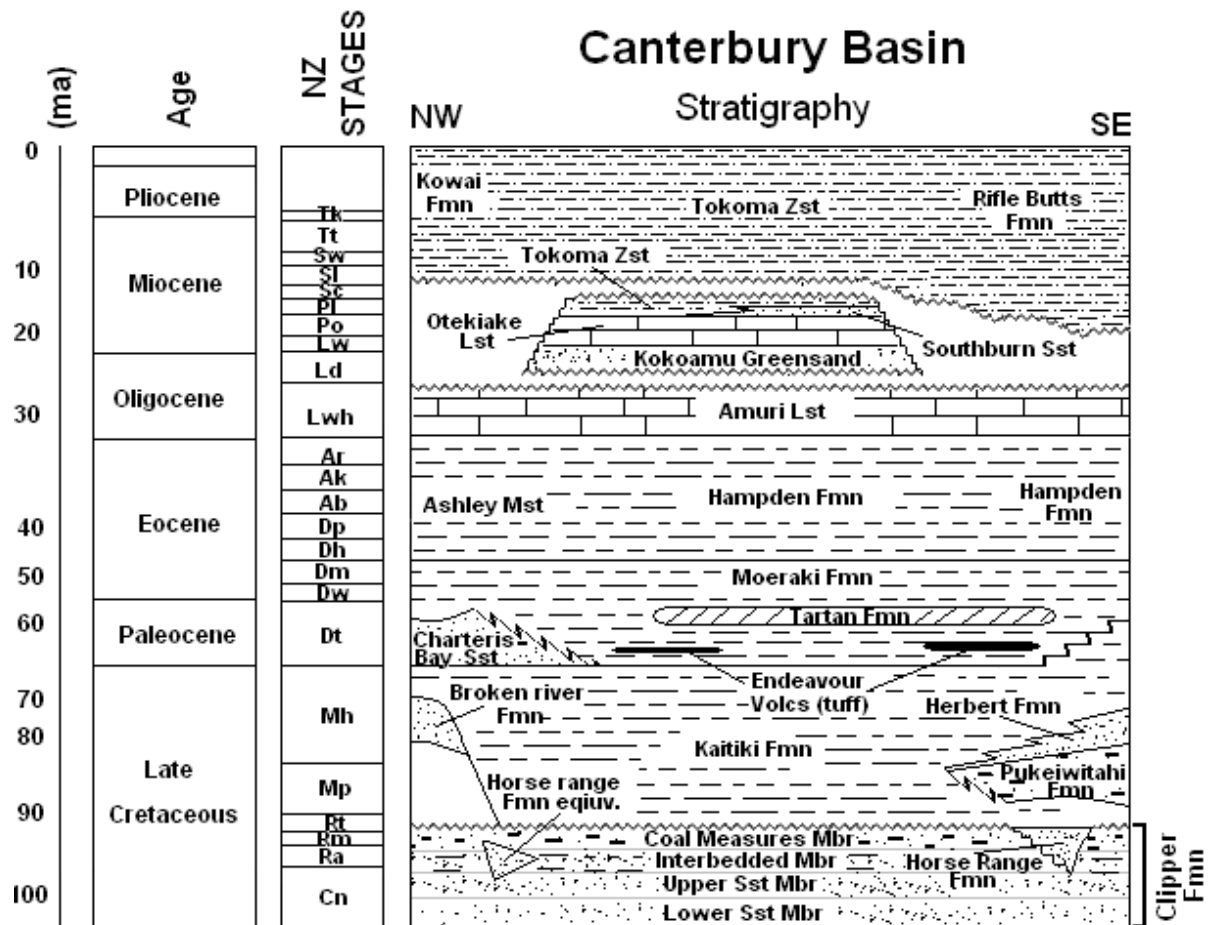 Canterbury Basin
Stratigraphy
NW
SE
(ma)
Age
NZ
STAGES
0
10
20
30
40
50
60
70
80
90
100
Pliocene
Miocene
Oligocene
Eocene
Paleocene
Late
Cretaceous
Tk
Tt
Sw
Sl
Sc
Pl
Po
Lw
Ld
Lwh
Ar
Ak
Ab
Dp
Dh
Dm
Dw
Dt
Mh
Mp
Rt
Rm
Ra
Cn
Kowai
Fmn
Tokoma Zst
Rifle Butts
Fmn
Tokoma Zst
Otekiake
Lst
Southburn Sst
Kokoamu Greensand
Amuri Lst
Ashley Mst
Hampden Fmn
Hampden
Fmn
Moeraki Fmn
Tartan Fmn
Charteris
Bay Sst
Endeavour
Volcs (tuff)
Broken river
Fmn
Herbert Fmn
Kaitiki Fmn
Pukeiwitahi
Fmn
Horse range
Fmn eqiuv.
Coal Measures Mbr
Interbedded Mbr
Horse Range
Fmn
Upper Sst Mbr
Lower Sst Mbr
Clipper
Fmn